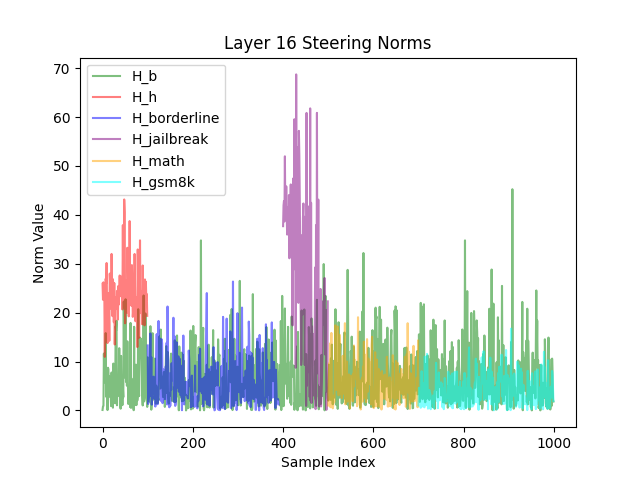 Layer 16 Steering Norms
H_b
H_h
H_borderline
H_jailbreak
H_math
H_gsm8k
Norm Value
70
60
50
40
30
20
10
0
0
200
400
600
800
1000
Sample Index